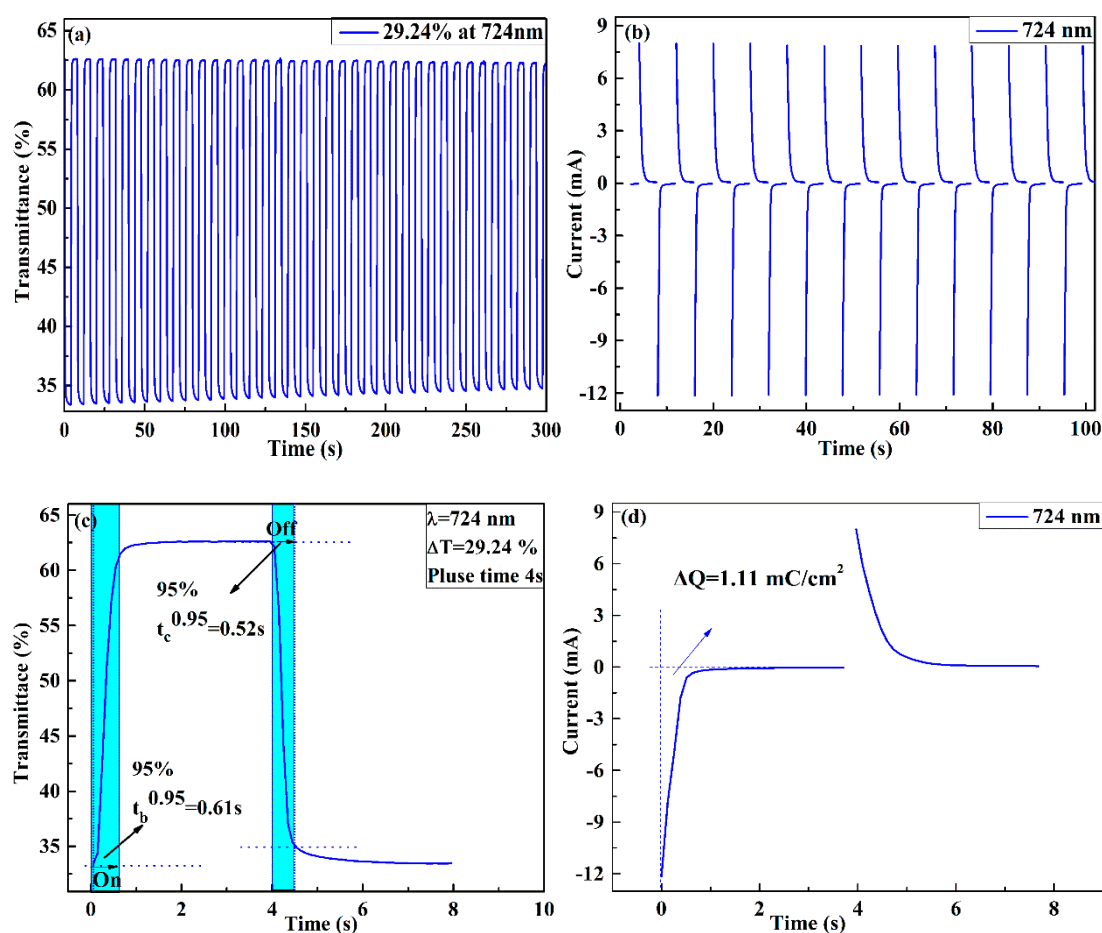 (a)
29.24% at 724nm
65
60
55
50
45
40
35
Transmittance (%)
0 50 100 150 200 250 300
Time (s)
(b)
724 nm
9
6
3
0
-3
-6
-9
-12
Current (mA)
0 20 40 60 80 100
Time (s)
(c)
λ=724 nm
ΔT=29.24 %
Pluse time 4s
Off
95%
t_c^0.95=0.52s
95%
t_b^0.95=0.61s
On
65
60
55
50
45
40
35
Transmittace (%)
0 2 4 6 8 10
Time (s)
(d)
724 nm
ΔQ=1.11 mC/cm²
9
6
3
0
-3
-6
-9
-12
Current (mA)
0 2 4 6 8
Time (s)